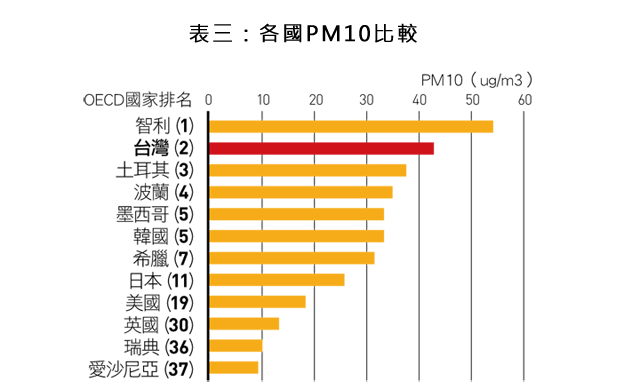 表三：各國PM10比較
PM10（ug/m3）
OECD國家排名 0 10 20 30 40 50 60
智利(1)
台灣(2)
土耳其(3)
波蘭(4)
墨西哥(5)
韓國(5)
希臘(7)
日本(11)
美國(19)
英國(30)
瑞典(36)
愛沙尼亞(37)